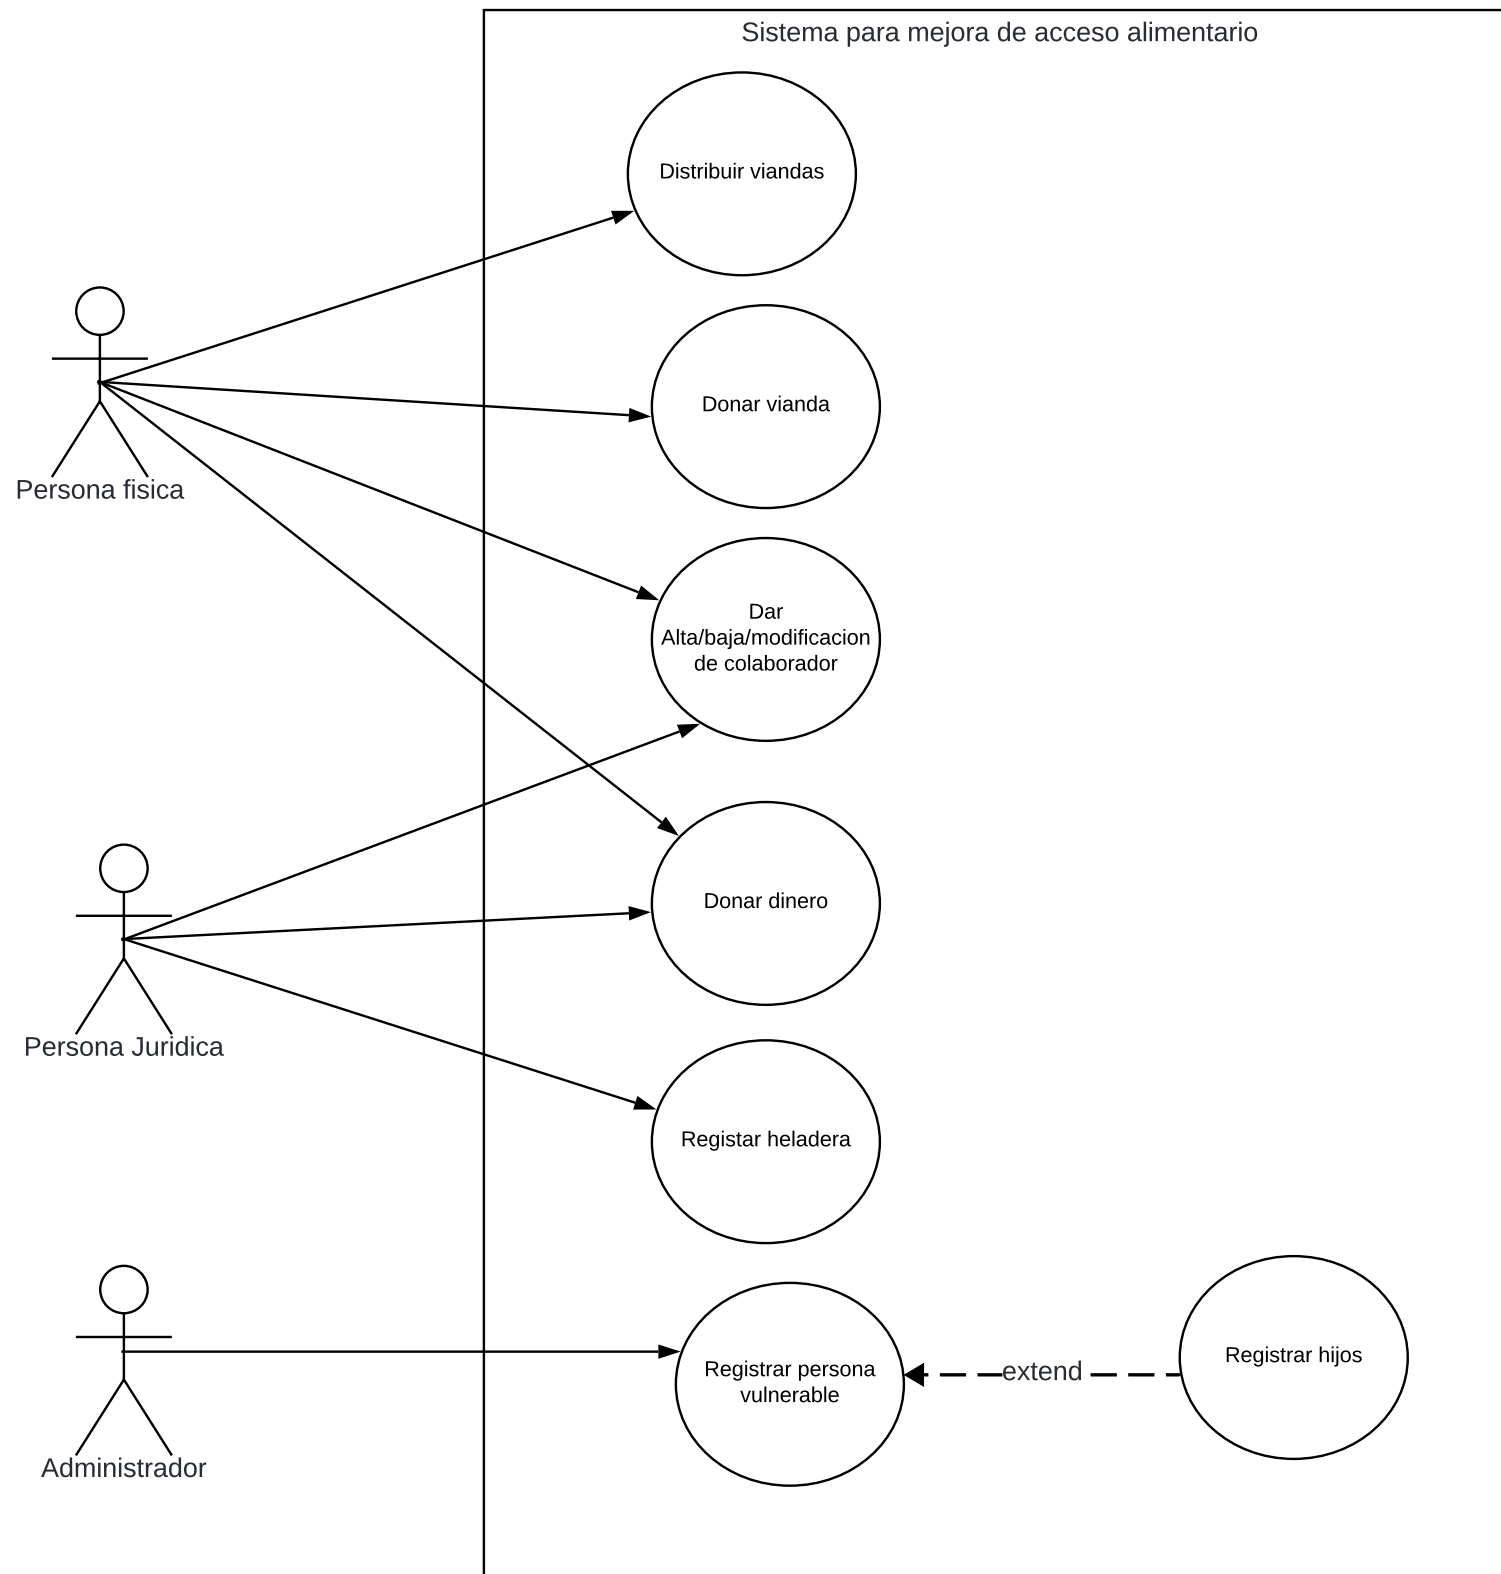 Sistema para mejora de acceso alimentario
Distribuir viandas
Donar vianda
Persona fisica
Dar
Alta/baja/modificacion
de colaborador
Donar dinero
Persona Juridica
Registar heladera
Registrar persona
vulnerable
extend
Registrar hijos
Administrador